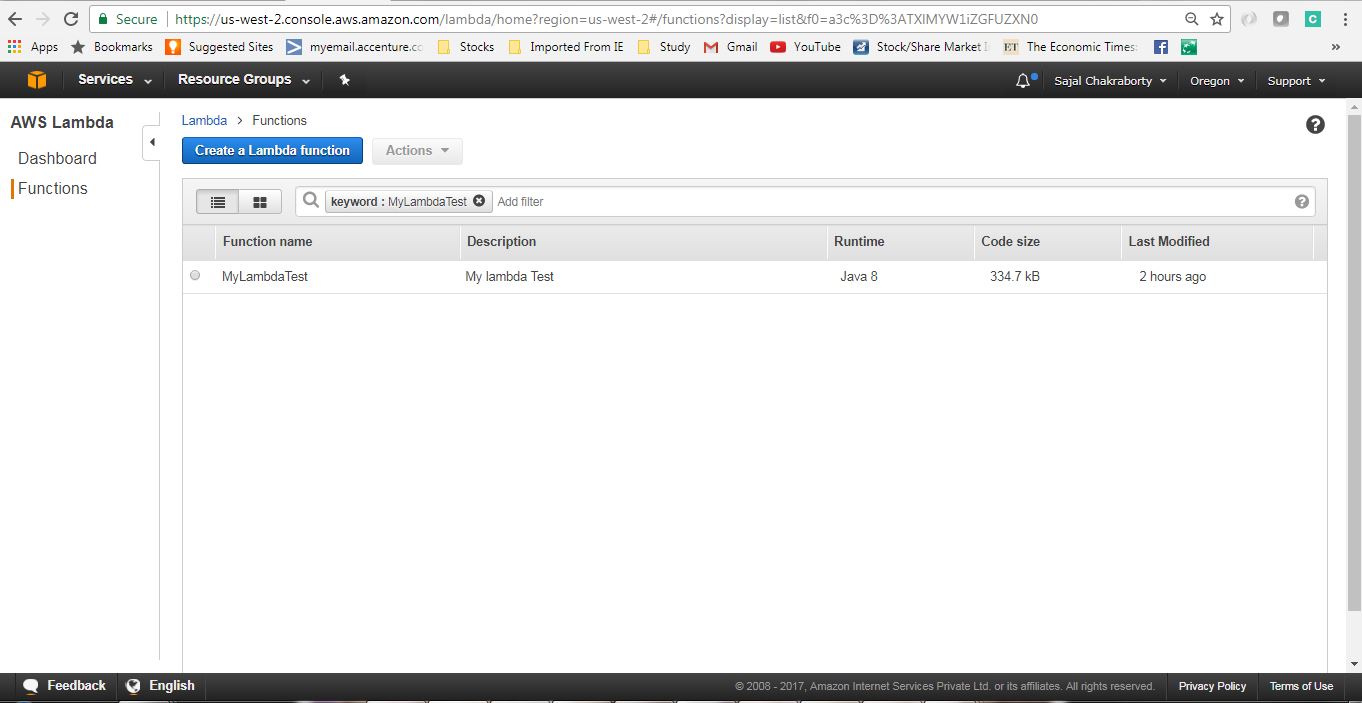 Secure https://us-west-2.console.aws.amazon.com/lambda/home?region=us-west-2#/functions?display=list&f0=a3c%3D%3ATXlMYW1iZGFUZXN0
Apps Bookmarks Suggested Sites myemail.accenture.co Stocks Imported From IE Study Gmail YouTube Stock/Share Market I ET The Economic Times: »
Services Resource Groups Sajal Chakraborty Oregon Support
AWS Lambda
Dashboard
Functions
Lambda > Functions
Create a Lambda function Actions
keyword : MyLambdaTest Add filter
Function name Description Runtime Code size Last Modified
MyLambdaTest My lambda Test Java 8 334.7 kB 2 hours ago
Feedback English © 2008 - 2017, Amazon Internet Services Private Ltd. or its affiliates. All rights reserved. Privacy Policy Terms of Use